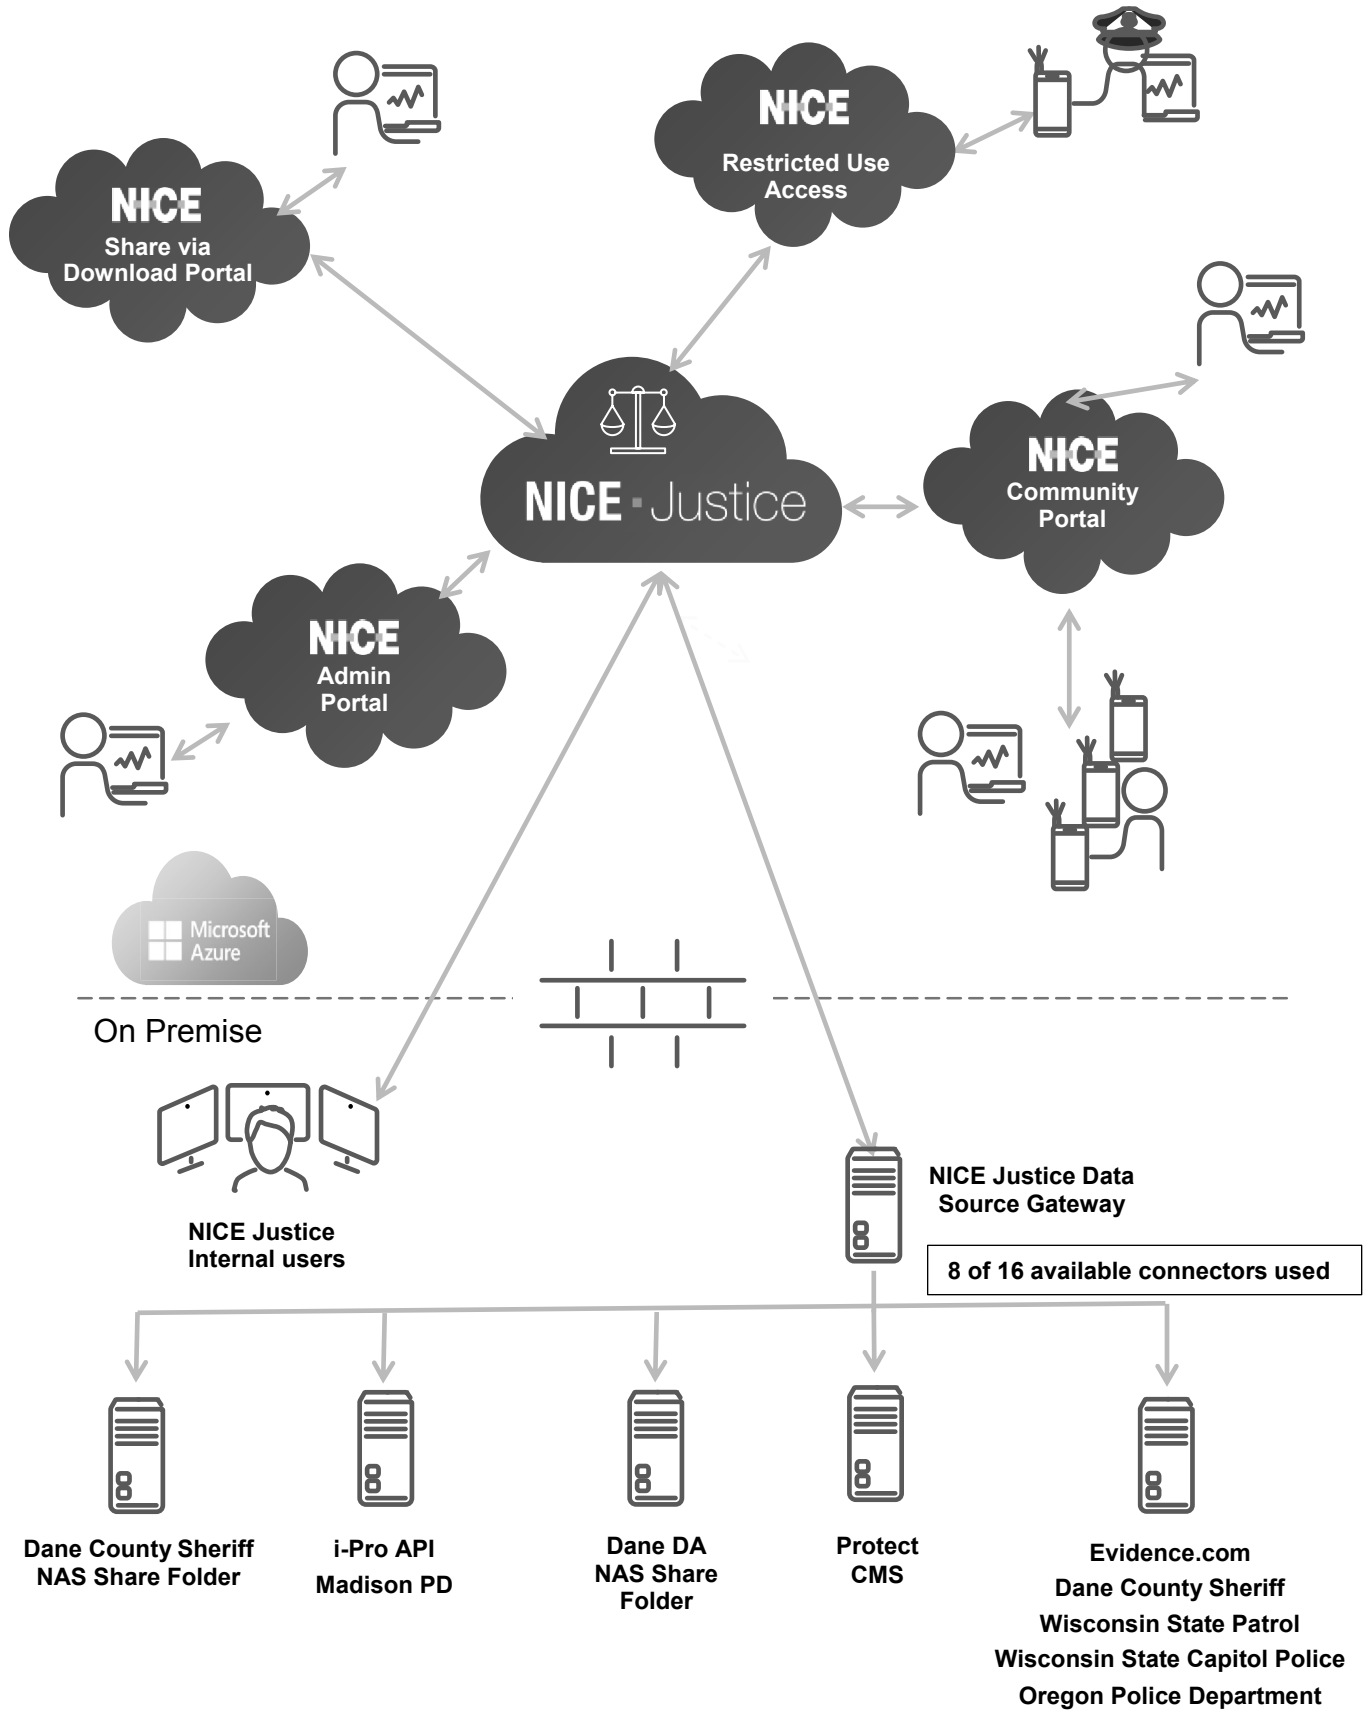 NICE
Restricted Use
Access
NICE
Share via
Download Portal
NICE
Community
Portal
NICE Justice
NICE
Admin
Portal
Microsoft
Azure
On Premise
NICE Justice
Internal users
NICE Justice Data
Source Gateway
8 of 16 available connectors used
Dane County Sheriff
NAS Share Folder
i-Pro API
Madison PD
Dane DA
NAS Share
Folder
Protect
CMS
Evidence.com
Dane County Sheriff
Wisconsin State Patrol
Wisconsin State Capitol Police
Oregon Police Department